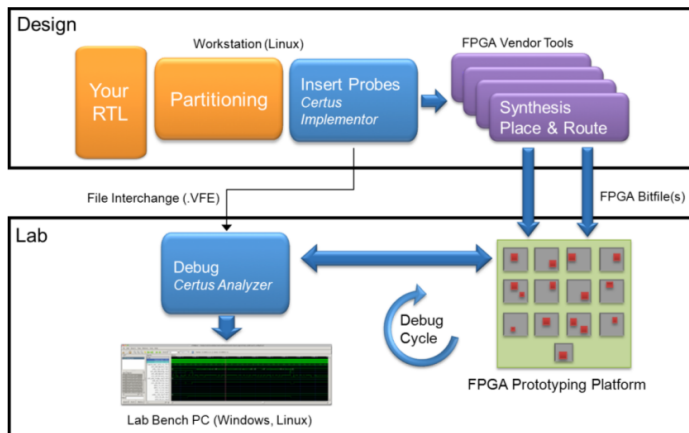 Design
Workstation (Linux)
FPGA Vendor Tools
Your
RTL
Partitioning
Insert Probes
Certus
Implementor
Synthesis
Place & Route
File Interchange (.VFE)
FPGA Bitfile(s)
Lab
Debug
Certus Analyzer
Debug
Cycle
FPGA Prototyping Platform
Lab Bench PC (Windows, Linux)